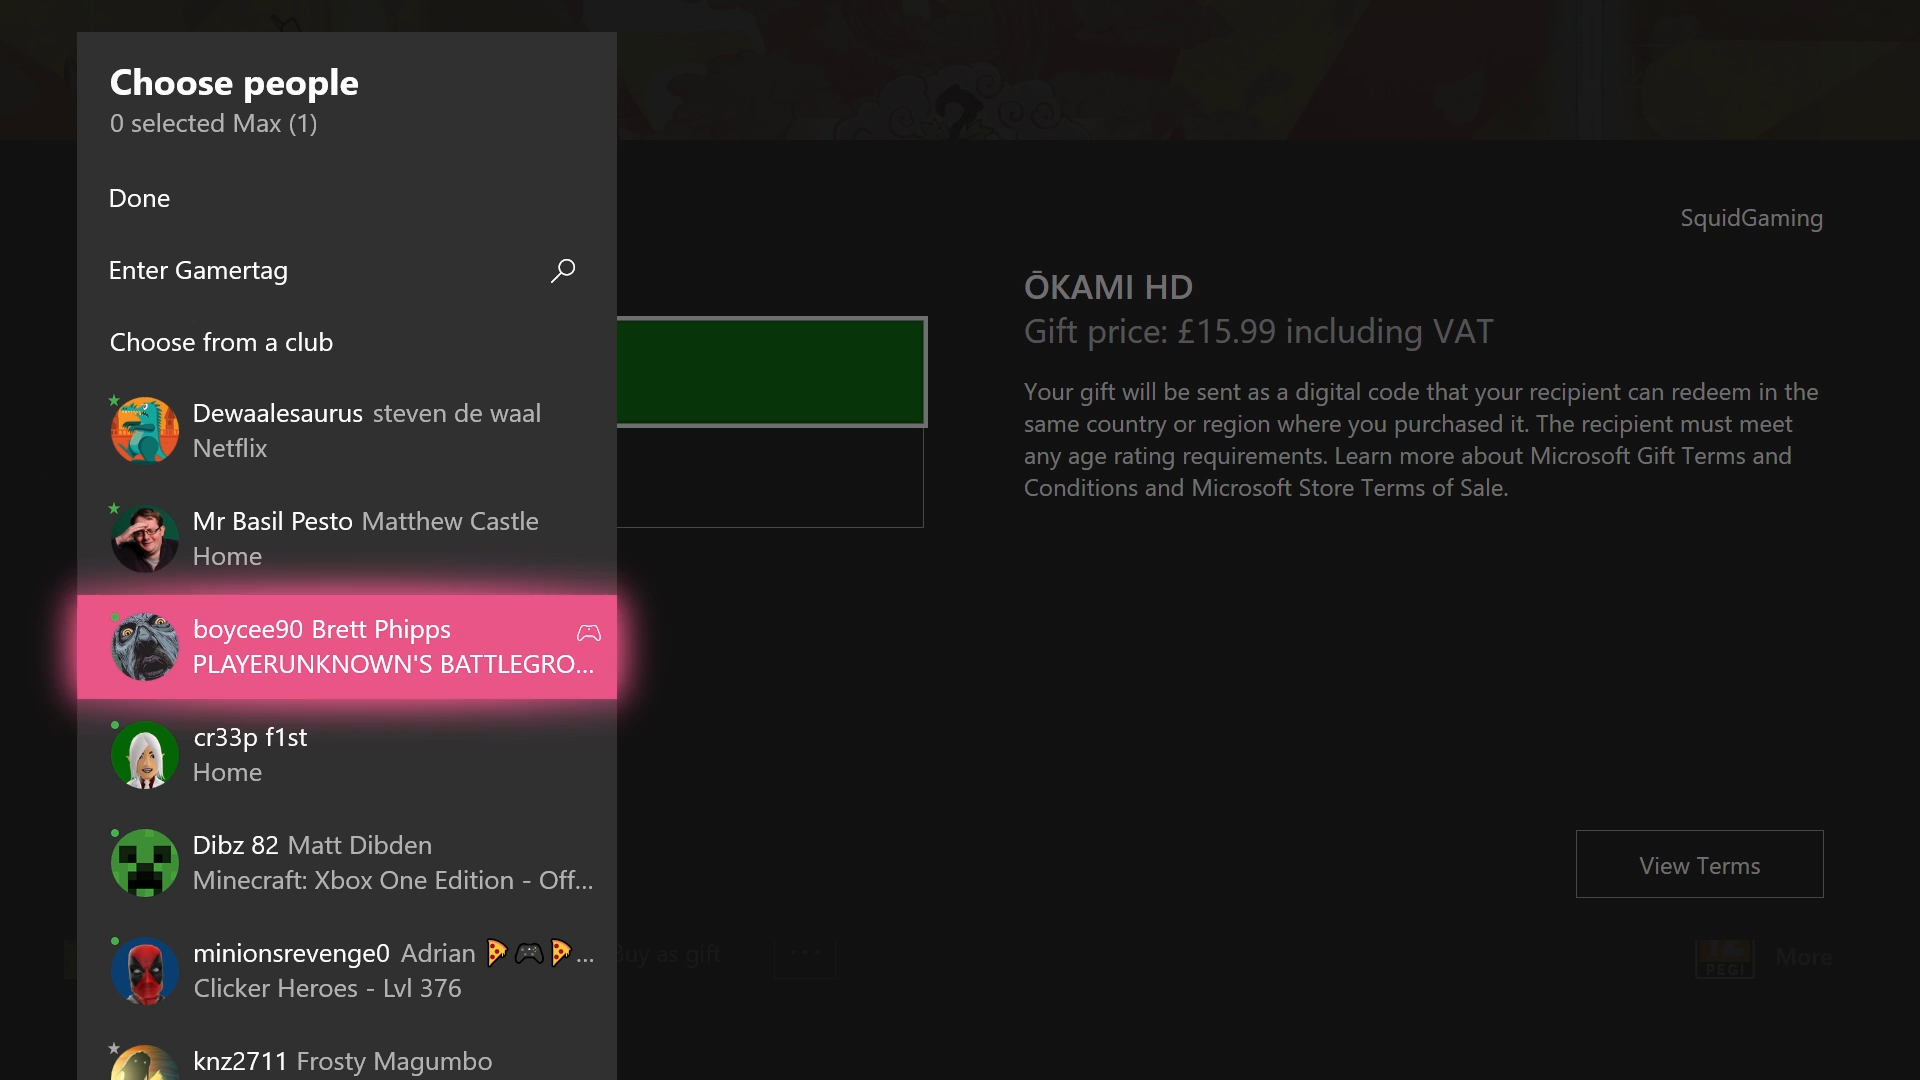 Choose people
0 selected Max (1)
Done
Enter Gamertag
Choose from a club
Dewaalesaurus steven de waal
Netflix
Mr Basil Pesto Matthew Castle
Home
boycee90 Brett Phipps
PLAYERUNKNOWN'S BATTLEGRO...
cr33p f1st
Home
Dibz 82 Matt Dibden
Minecraft: Xbox One Edition - Off...
minionsrevenge0 Adrian 🍕🎮🍕...
Clicker Heroes - Lvl 376
knz2711 Frosty Magumbo
SquidGaming
ŌKAMI HD
Gift price: £15.99 including VAT
Your gift will be sent as a digital code that your recipient can redeem in the
same country or region where you purchased it. The recipient must meet
any age rating requirements. Learn more about Microsoft Gift Terms and
Conditions and Microsoft Store Terms of Sale.
View Terms
Buy as gift
...
PEGI
More